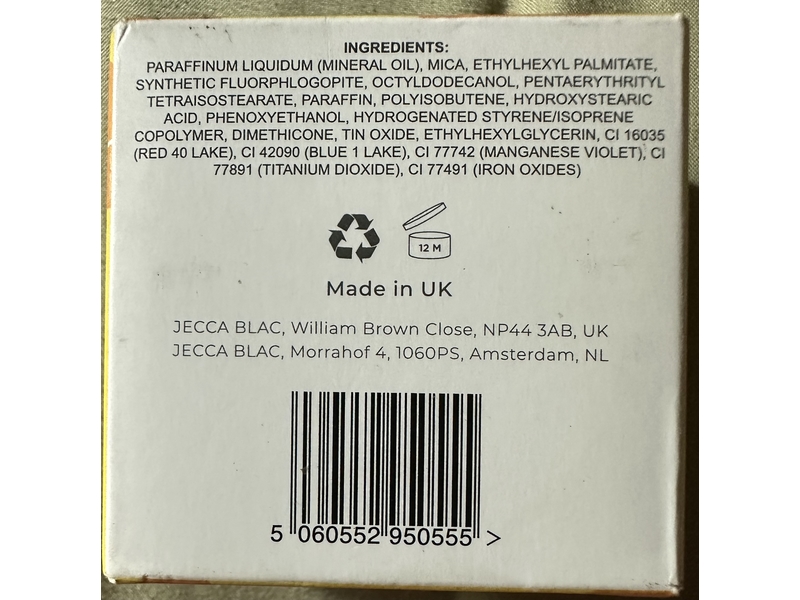 INGREDIENTS:
PARAFFINUM LIQUIDUM (MINERAL OIL), MICA, ETHYLHEXYL PALMITATE,
SYNTHETIC FLUORPHLOGOPITE, OCTYLDODECANOL, PENTAERYTHRITYL
TETRAISOSTEARATE, PARAFFIN, POLYISOBUTENE, HYDROXYSTEARIC
ACID, PHENOXYETHANOL, HYDROGENATED STYRENE/ISOPRENE
COPOLYMER, DIMETHICONE, TIN OXIDE, ETHYLHEXYLGLYCERIN, CI 16035
(RED 40 LAKE), CI 42090 (BLUE 1 LAKE), CI 77742 (MANGANESE VIOLET), CI
77891 (TITANIUM DIOXIDE), CI 77491 (IRON OXIDES)
12 M
Made in UK
JECCA BLAC, William Brown Close, NP44 3AB, UK
JECCA BLAC, Morrahof 4, 1060PS, Amsterdam, NL
5 060552 950555 >